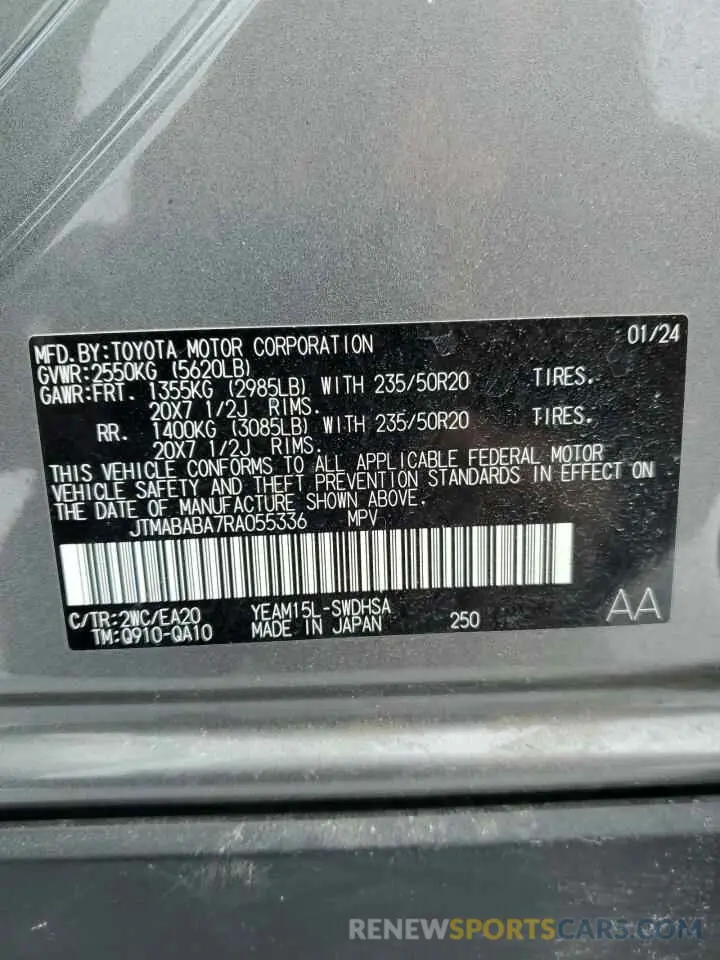 MFD.BY:TOYOTA MOTOR CORPORATION 01/24
GVWR:2550KG (5620LB)
GAWR:FRT. 1355KG (2985LB) WITH 235/50R20 TIRES.
20X7 1/2J RIMS.
RR. 1400KG (3085LB) WITH 235/50R20 TIRES.
20X7 1/2J RIMS.
THIS VEHICLE CONFORMS TO ALL APPLICABLE FEDERAL MOTOR
VEHICLE SAFETY AND THEFT PREVENTION STANDARDS IN EFFECT ON
THE DATE OF MANUFACTURE SHOWN ABOVE.
JTMABABA7RA055336 MPV
C/TR:2WC/EA20 YEAM15L-SWDHSA AA
TM:Q910-QA10 MADE IN JAPAN 250
RENEWSPORTSCARS.COM